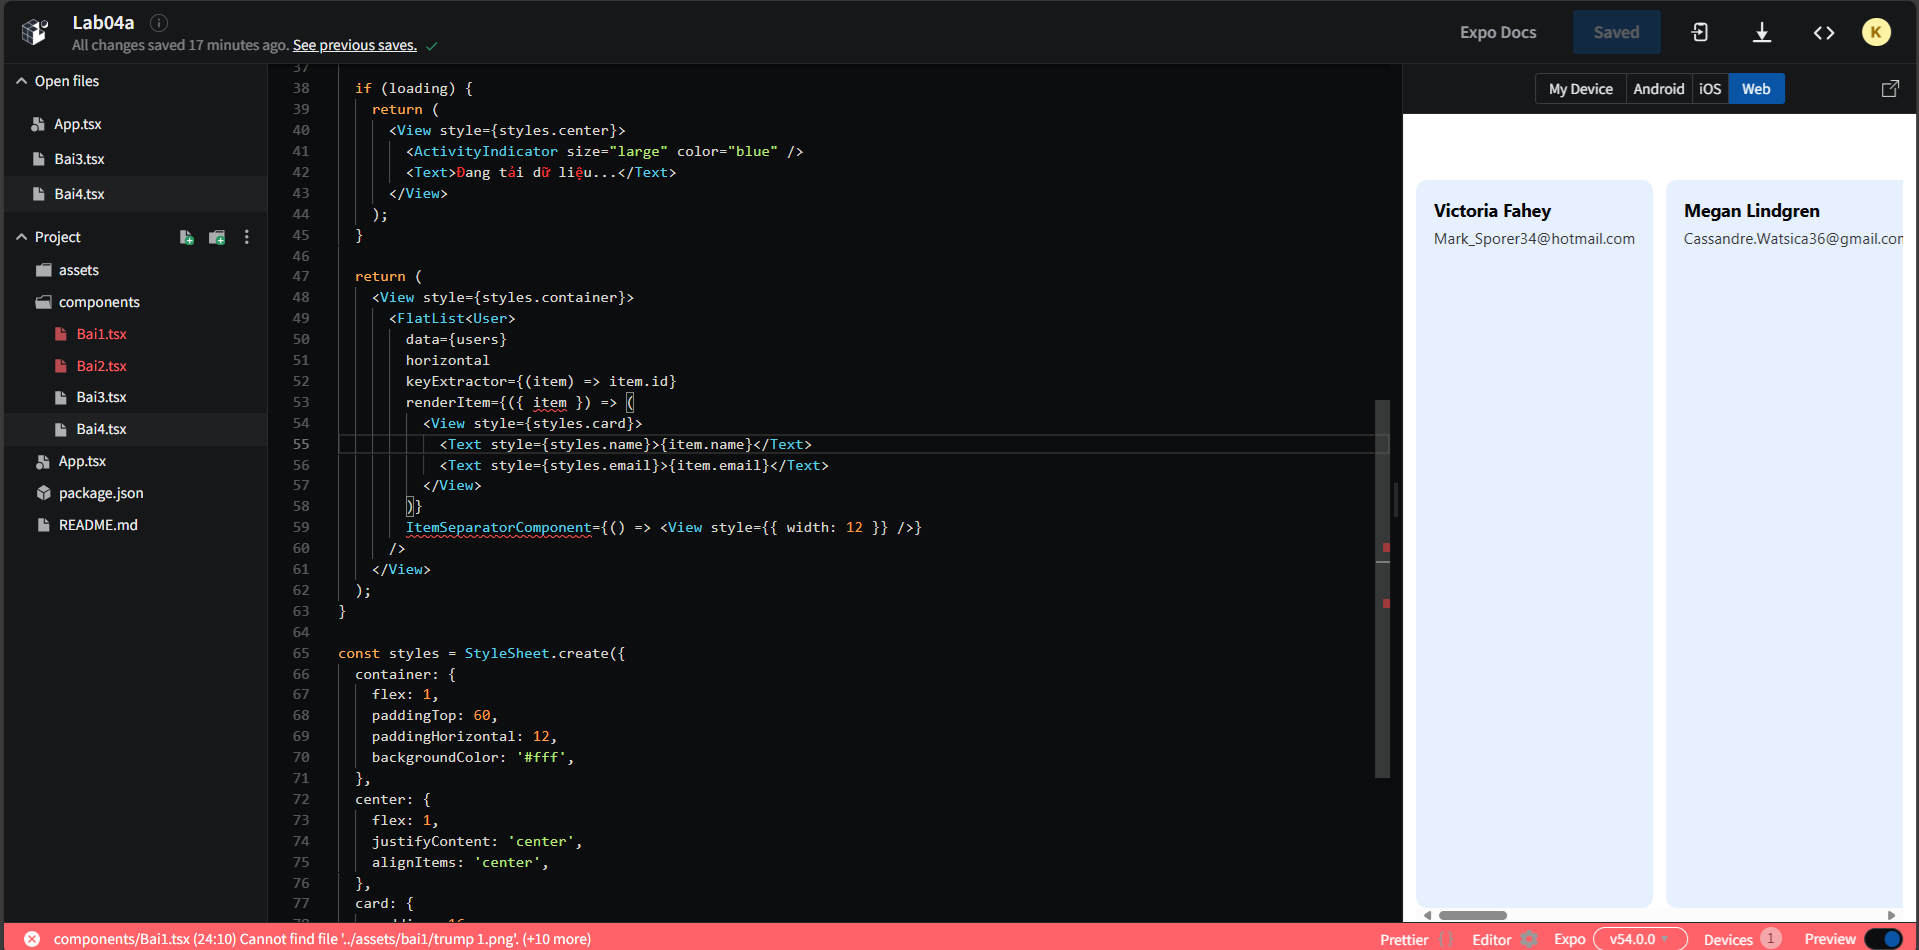 Lab04a
All changes saved 17 minutes ago. See previous saves.
Expo Docs
Saved
K
Open files
App.tsx
Bai3.tsx
Bai4.tsx
Project
assets
components
Bai1.tsx
Bai2.tsx
Bai3.tsx
Bai4.tsx
App.tsx
package.json
README.md
37
38 if (loading) {
39 return (
40 <View style={styles.center}>
41 <ActivityIndicator size="large" color="blue" />
42 <Text>Đang tải dữ liệu...</Text>
43 </View>
44 );
45 }
46
47 return (
48 <View style={styles.container}>
49 <FlatList<User>
50 data={users}
51 horizontal
52 keyExtractor={(item) => item.id}
53 renderItem={({ item }) => (
54 <View style={styles.card}>
55 <Text style={styles.name}>{item.name}</Text>
56 <Text style={styles.email}>{item.email}</Text>
57 </View>
58 )}
59 ItemSeparatorComponent={() => <View style={{ width: 12 }} />}
60 />
61 </View>
62 );
63 }
64
65 const styles = StyleSheet.create({
66 container: {
67 flex: 1,
68 paddingTop: 60,
69 paddingHorizontal: 12,
70 backgroundColor: '#fff',
71 },
72 center: {
73 flex: 1,
74 justifyContent: 'center',
75 alignItems: 'center',
76 },
77 card: {
My Device Android iOS Web
Victoria Fahey
Mark_Sporer34@hotmail.com
Megan Lindgren
Cassandre.Watsica36@gmail.com
components/Bai1.tsx (24:10) Cannot find file '../assets/bai1/trump 1.png'. (+10 more)
Prettier { } Editor Expo v54.0.0 Devices 1 Preview